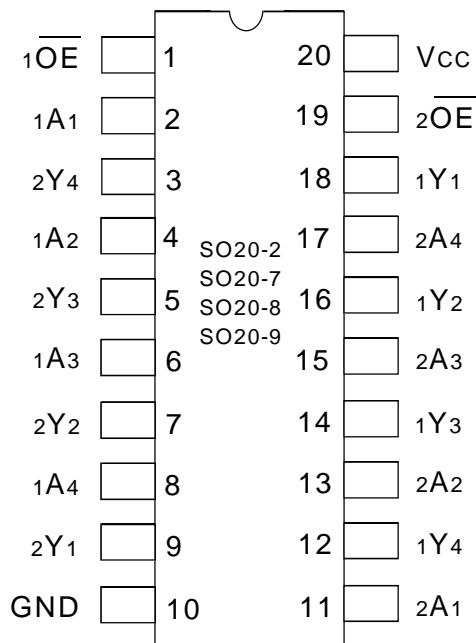 1OE 1 20 VCC
1A1 2 19 2OE
2Y4 3 18 1Y1
1A2 4 17 2A4
SO20-2
SO20-7
2Y3 5 16 1Y2
SO20-8
SO20-9
1A3 6 15 2A3
2Y2 7 14 1Y3
1A4 8 13 2A2
2Y1 9 12 1Y4
GND 10 11 2A1